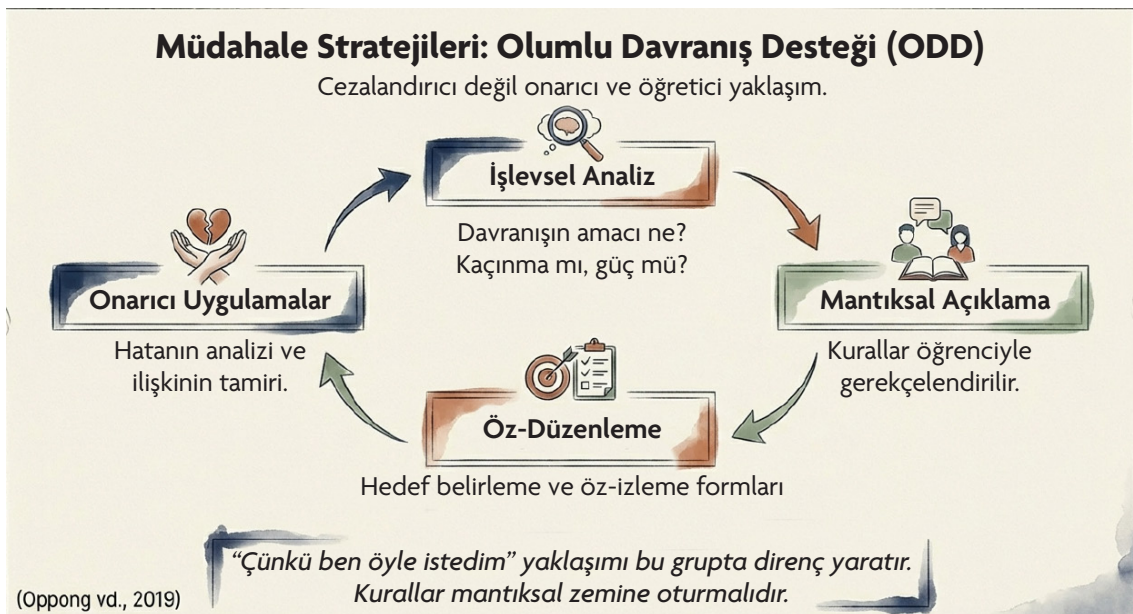 Müdahale Stratejileri: Olumlu Davranış Desteği (ODD)
Cezalandırıcı değil onarıcı ve öğretici yaklaşım.
İşlevsel Analiz
Davranışın amacı ne?
Kaçınma mı, güç mü?
Mantıksal Açıklama
Kurallar öğrenciyle
gerekçelendirilir.
Öz-Düzenleme
Hedef belirleme ve öz-izleme formları
Onarıcı Uygulamalar
Hatanın analizi ve
ilişkinin tamiri.
“Çünkü ben öyle istedim” yaklaşımı bu grupta direnç yaratır.
Kurallar mantıksal zemine oturmalıdır.
(Oppong vd., 2019)